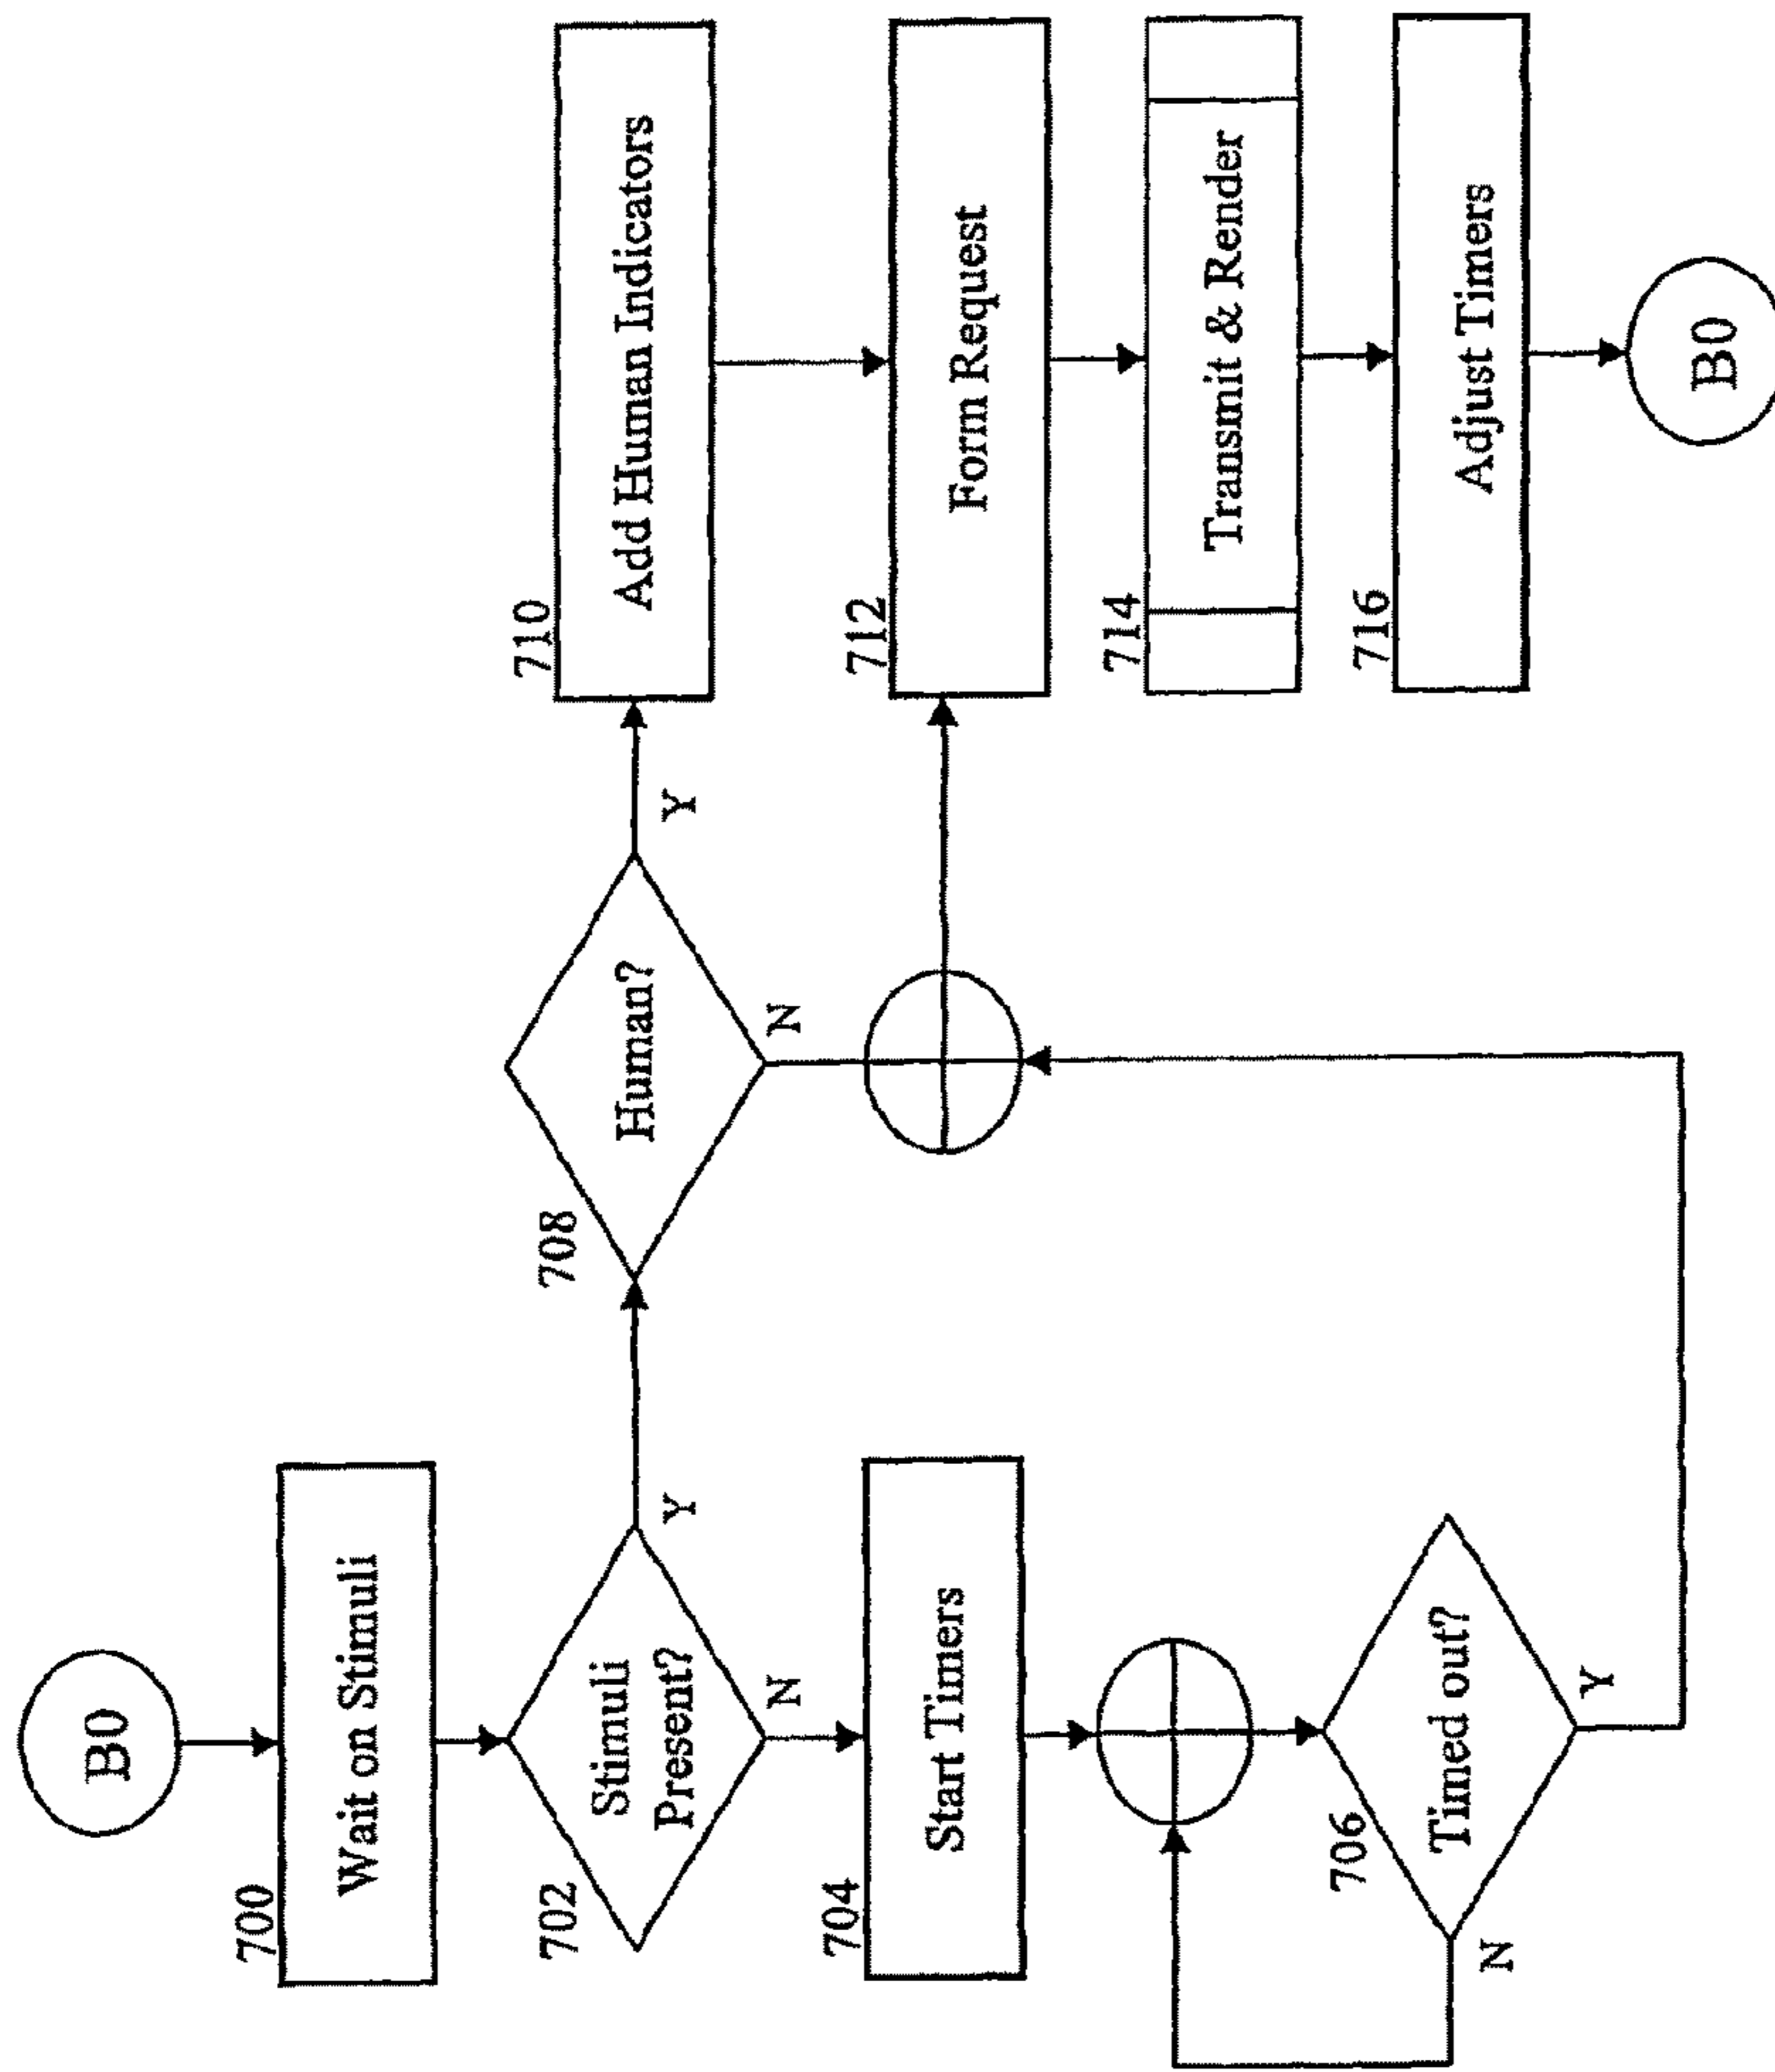 B0
700
Wait on Stimuli
702
Stimuli
Present?
Y
N
704
Start Timers
706
Timed out?
N
Y
708
Human?
Y
N
710
Add Human Indicators
712
Form Request
714
Transmit & Render
716
Adjust Timers
B0